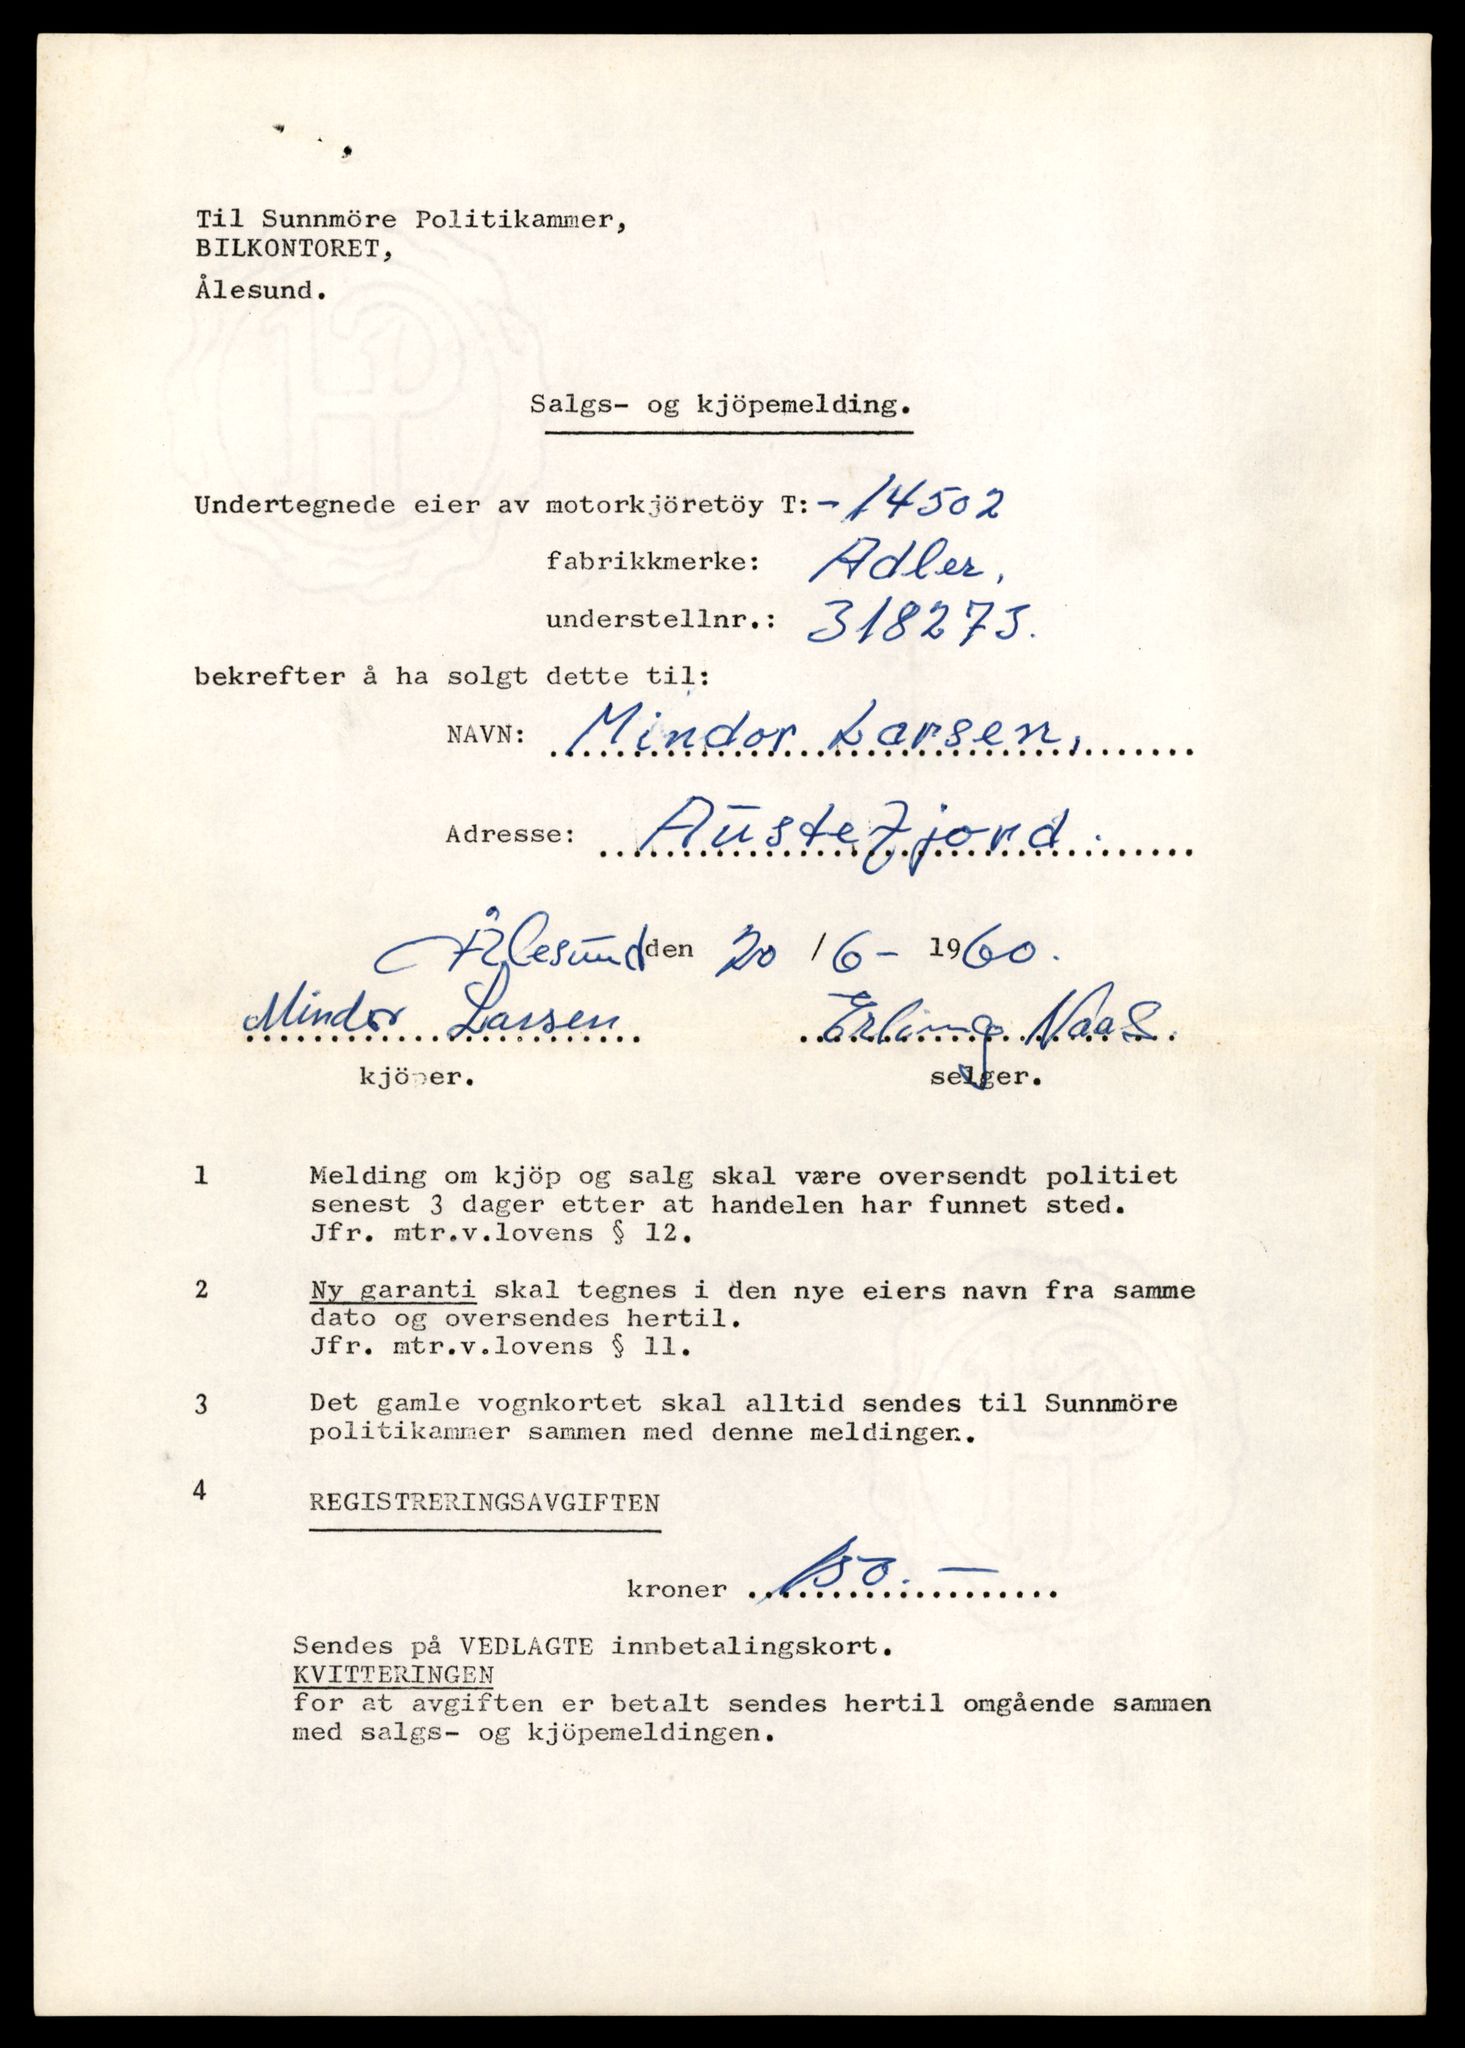 Til Sunnmöre Politikammer,
BILKONTORET,
Ålesund.
Salgs- og kjöpemelding.
Undertegnede eier av motorkjöretöy T: - 14502
fabrikkmerke: Adler.
understellnr.: 318275.
bekrefter å ha solgt dette til:
NAVN: Mindor Larsen,
Adresse: Austefjord.
Ålesund den 20 /6 - 1960.
Mindor Larsen Erling Naas.
kjöper. selger.
1 Melding om kjöp og salg skal være oversendt politiet
senest 3 dager etter at handelen har funnet sted.
Jfr. mtr.v.lovens § 12.
2 Ny garanti skal tegnes i den nye eiers navn fra samme
dato og oversendes hertil.
Jfr. mtr.v.lovens § 11.
3 Det gamle vognkortet skal alltid sendes til Sunnmöre
politikammer sammen med denne meldingen.
4 REGISTRERINGSAVGIFTEN
kroner 150.—
Sendes på VEDLAGTE innbetalingskort.
KVITTERINGEN
for at avgiften er betalt sendes hertil omgående sammen
med salgs- og kjöpemeldingen.